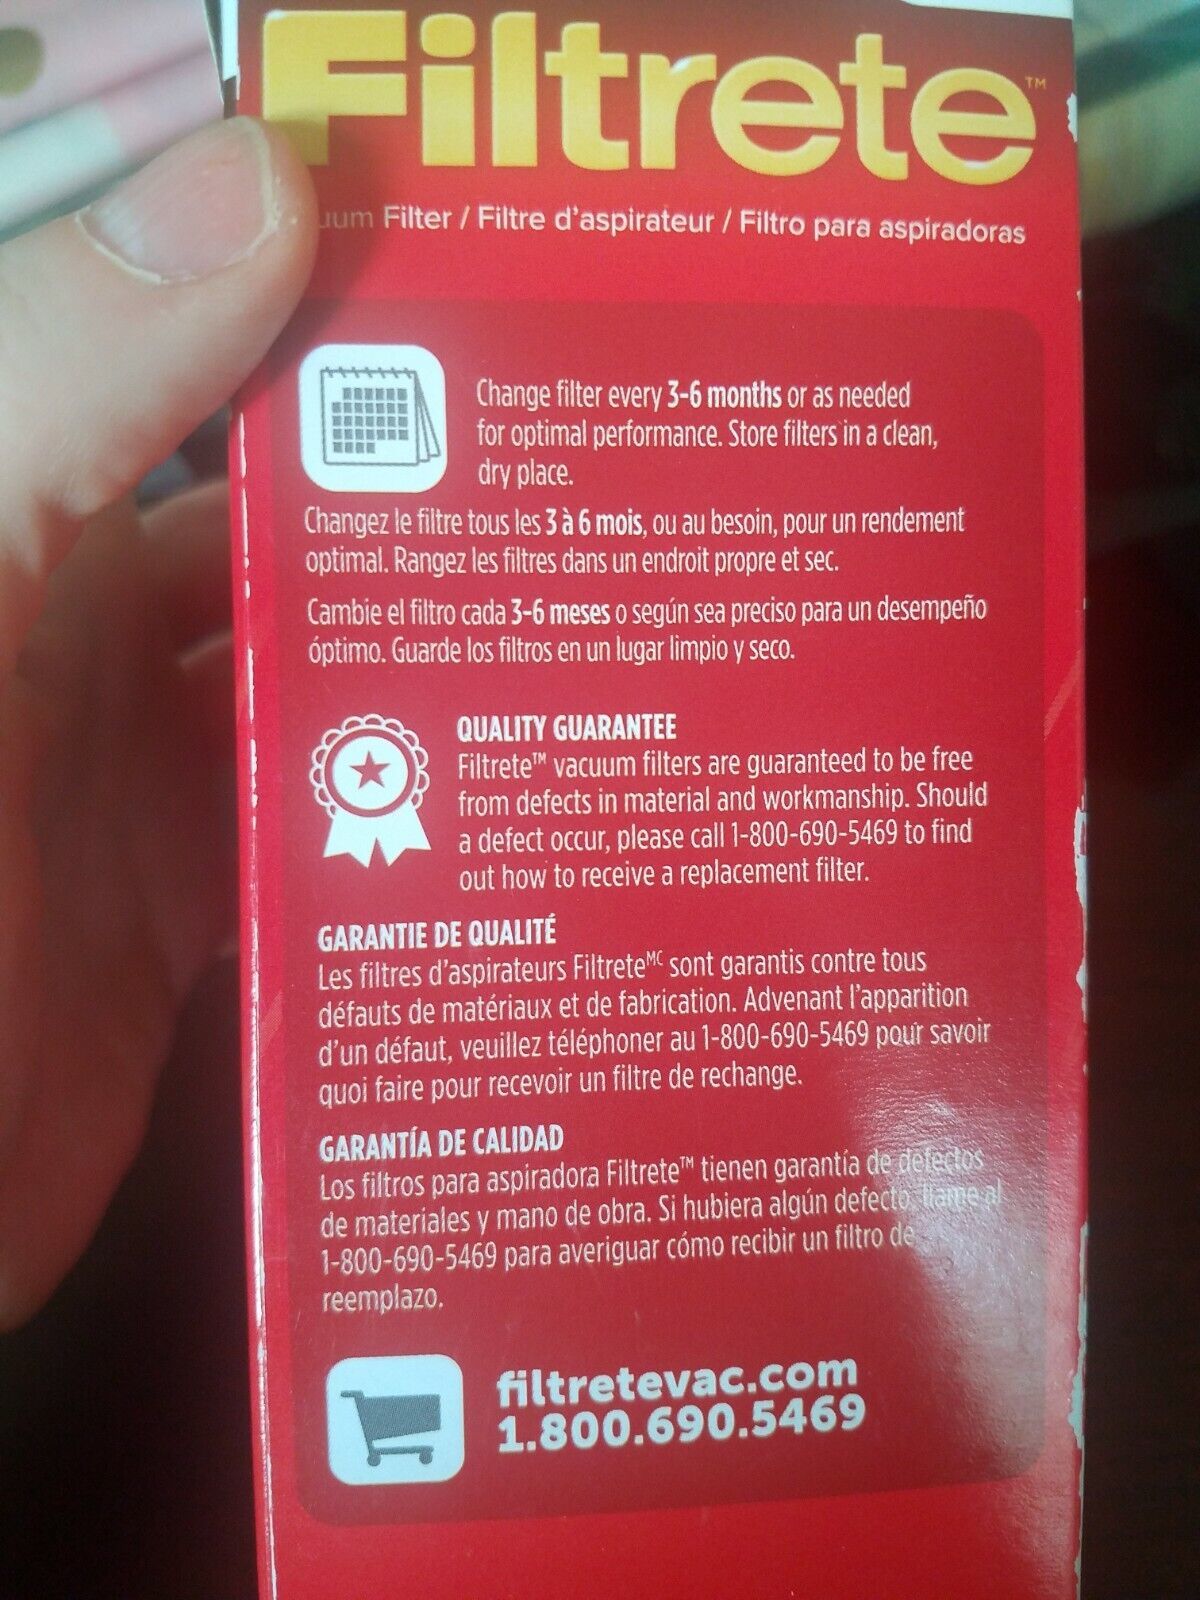 Filtrete™
Filter / Filtre d'aspirateur / Filtro para aspiradoras
Change filter every 3-6 months or as needed
for optimal performance. Store filters in a clean,
dry place.
Changez le filtre tous les 3 à 6 mois, ou au besoin, pour un rendement
optimal. Rangez les filtres dans un endroit propre et sec.
Cambie el filtro cada 3-6 meses o según sea preciso para un desempeño
óptimo. Guarde los filtros en un lugar limpio y seco.
QUALITY GUARANTEE
Filtrete™ vacuum filters are guaranteed to be free
from defects in material and workmanship. Should
a defect occur, please call 1-800-690-5469 to find
out how to receive a replacement filter.
GARANTIE DE QUALITÉ
Les filtres d'aspirateurs Filtrete᪲ᴹᶜ sont garantis contre tous
défauts de matériaux et de fabrication. Advenant l'apparition
d'un défaut, veuillez téléphoner au 1-800-690-5469 pour savoir
quoi faire pour recevoir un filtre de rechange.
GARANTÍA DE CALIDAD
Los filtros para aspiradora Filtrete™ tienen garantía de defectos
de materiales y mano de obra. Si hubiera algún defecto, llame al
1-800-690-5469 para averiguar cómo recibir un filtro de
reemplazo.
filtretevac.com
1.800.690.5469